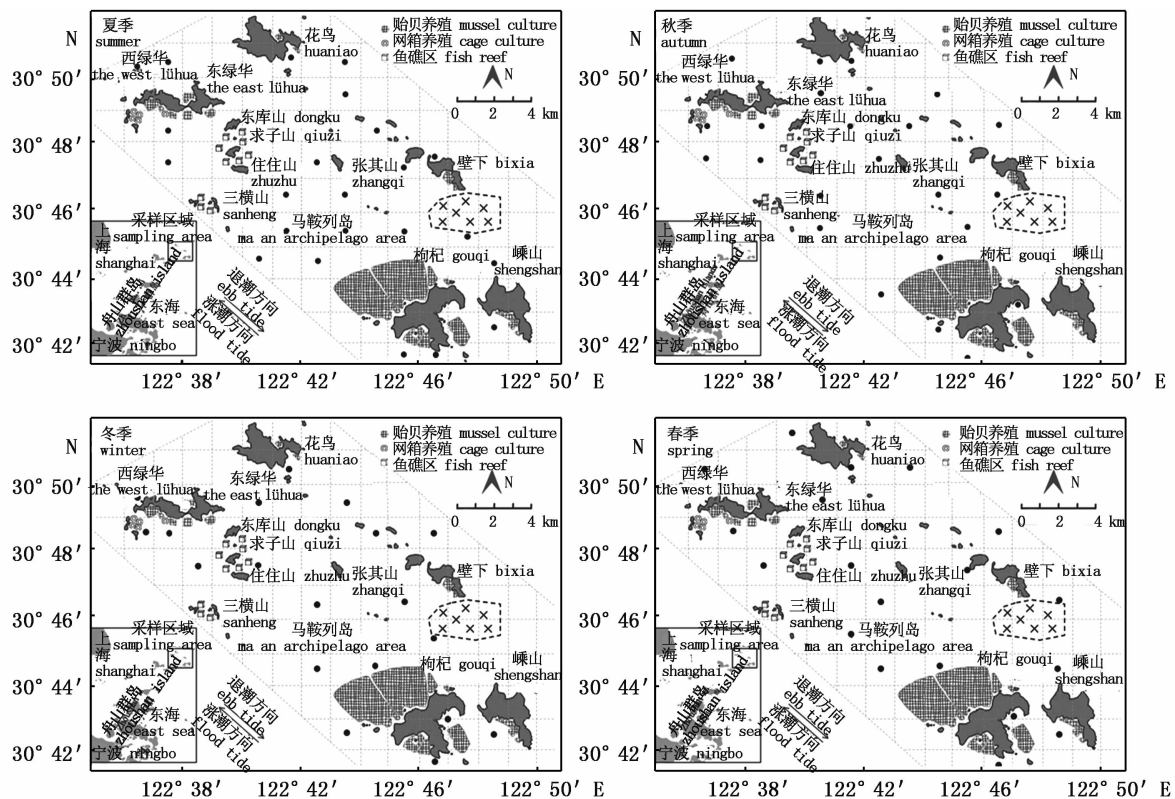 夏季
summer
花鸟
huaniao
贻贝养殖 mussel culture
网箱养殖 cage culture
鱼礁区 fish reef
N
N
0 2 4 km
西绿华
the west lühua
东绿华
the east lühua
东库山 dongku
求子山 qiuzi
住住山
zhuzhu
张其山
zhangqi
壁下 bixia
三横山
sanheng
马鞍列岛
ma an archipelago area
枸杞 gouqi
嵊山
shengshan
采样区域
sampling area
上海
shanghai
舟山群岛
zhoushan island
东海
east sea
宁波 ningbo
退潮方向
ebb tide
涨潮方向
flood tide
30° 50′
30° 48′
30° 46′
30° 44′
30° 42′
122° 38′ 122° 42′ 122° 46′ 122° 50′ E
秋季
autumn
花鸟
huaniao
贻贝养殖 mussel culture
网箱养殖 cage culture
鱼礁区 fish reef
N
N
0 2 4 km
西绿华
the west lühua
东绿华
the east lühua
东库山 dongku
求子山 qiuzi
住住山 zhuzhu
张其山
zhangqi
壁下 bixia
三横山
sanheng
马鞍列岛
ma an archipelago area
枸杞 gouqi
嵊山
shengshan
采样区域
sampling area
上海
shanghai
舟山群岛
zhoushan island
东海
east sea
宁波 ningbo
退潮方向
ebb tide
涨潮方向
flood tide
30° 50′
30° 48′
30° 46′
30° 44′
30° 42′
122° 38′ 122° 42′ 122° 46′ 122° 50′ E
冬季
winter
花鸟
huaniao
贻贝养殖 mussel culture
网箱养殖 cage culture
鱼礁区 fish reef
N
N
0 2 4 km
西绿华
the west lühua
东绿华
the east lühua
东库山 dongku
求子山 qiuzi
住住山 zhuzhu
张其山
zhangqi
壁下 bixia
三横山
sanheng
马鞍列岛
ma an archipelago area
枸杞 gouqi
嵊山
shengshan
采样区域
sampling area
上海
shanghai
舟山群岛
zhoushan island
东海
east sea
宁波 ningbo
退潮方向
ebb tide
涨潮方向
flood tide
30° 50′
30° 48′
30° 46′
30° 44′
30° 42′
122° 38′ 122° 42′ 122° 46′ 122° 50′ E
春季
spring
花鸟
huaniao
贻贝养殖 mussel culture
网箱养殖 cage culture
鱼礁区 fish reef
N
N
0 2 4 km
西绿华
the west lühua
东绿华
the east lühua
东库山 dongku
求子山 qiuzi
住住山 zhuzhu
张其山
zhangqi
壁下 bixia
三横山
sanheng
马鞍列岛
ma an archipelago area
枸杞 gouqi
嵊山
shengshan
采样区域
sampling area
上海
shanghai
舟山群岛
zhoushan island
东海
east sea
宁波 ningbo
退潮方向
ebb tide
涨潮方向
flood tide
30° 50′
30° 48′
30° 46′
30° 44′
30° 42′
122° 38′ 122° 42′ 122° 46′ 122° 50′ E